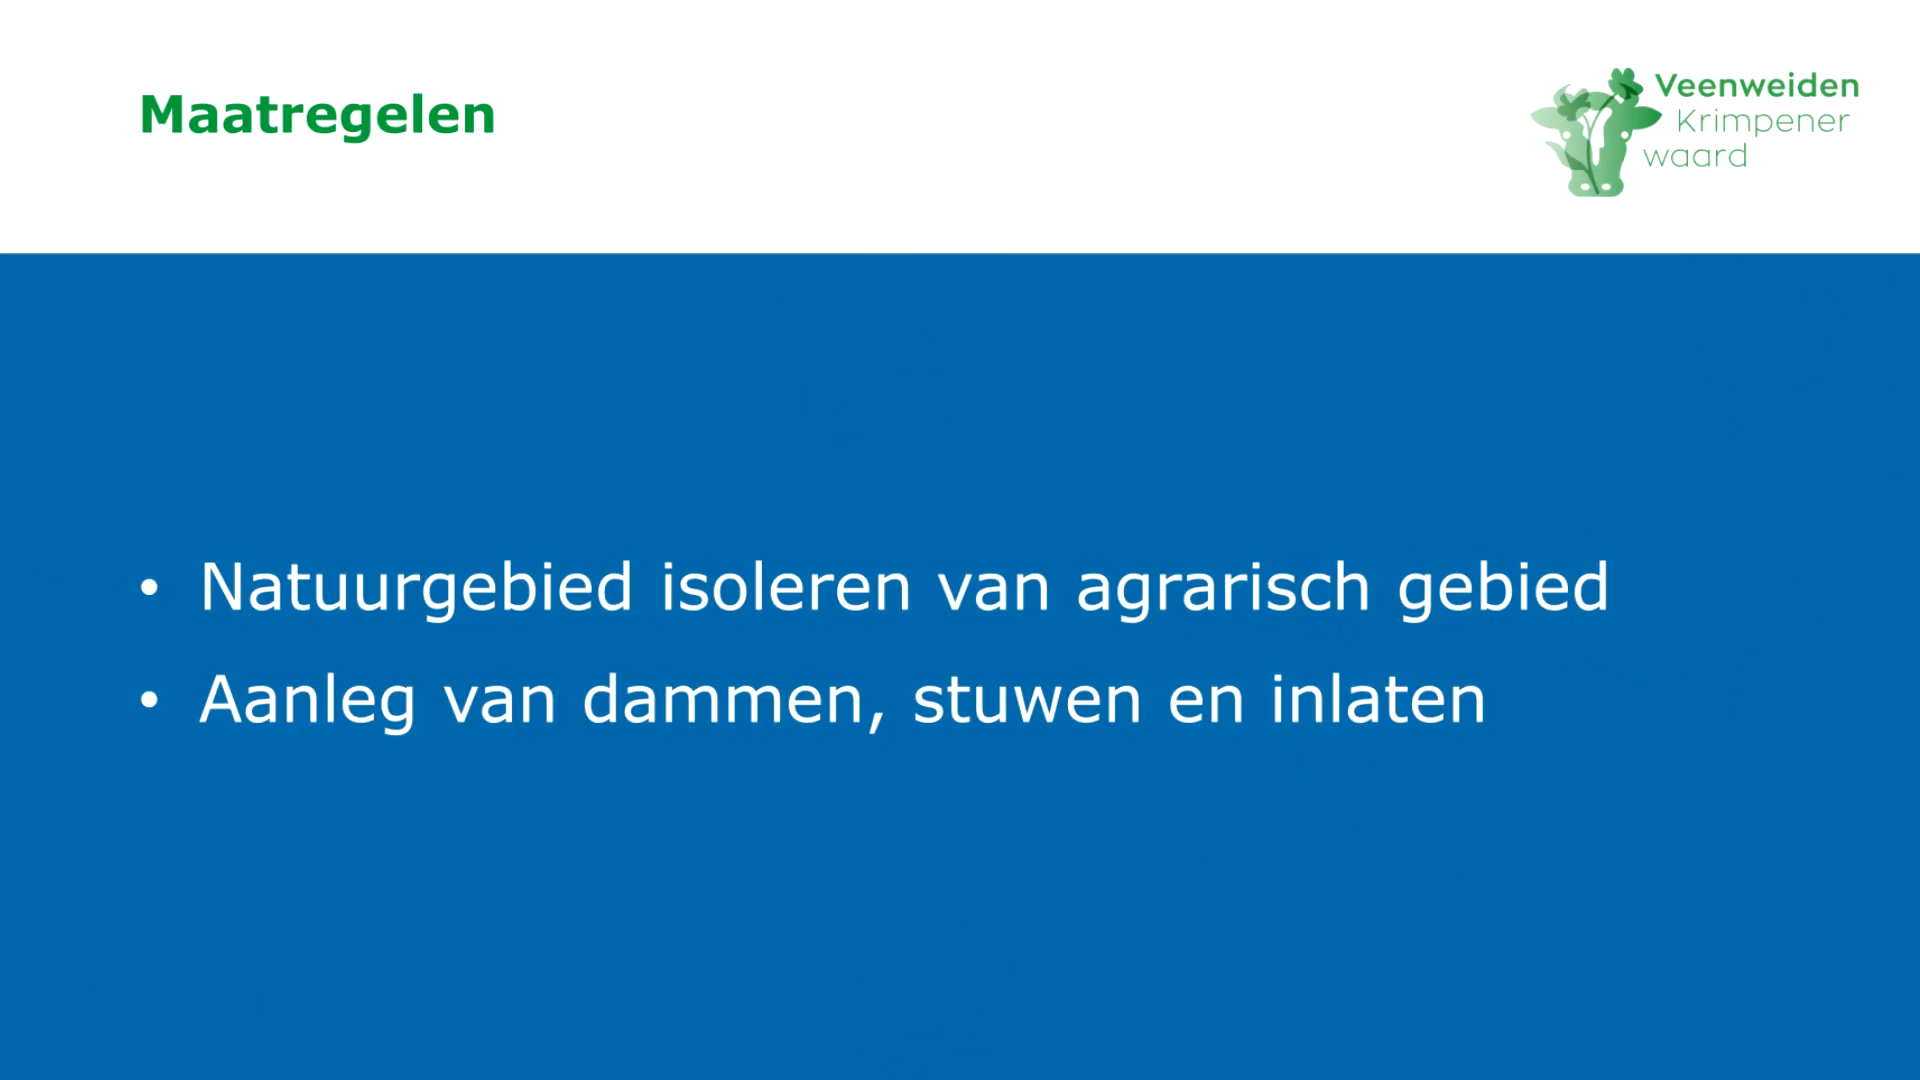 Maatregelen
Veenweiden
Krimpener
waard
• Natuurgebied isoleren van agrarisch gebied
• Aanleg van dammen, stuwen en inlaten